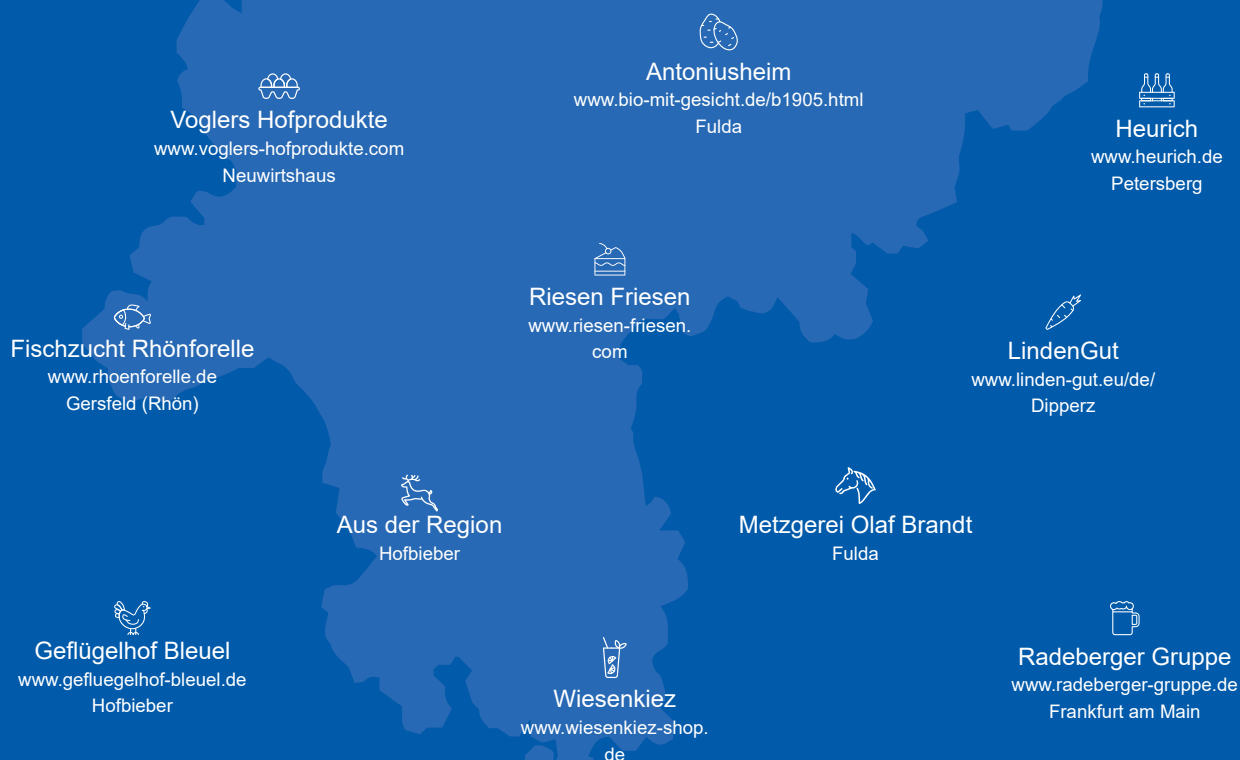 Antoniusheim
www.bio-mit-gesicht.de/b1905.html
Fulda
Voglers Hofprodukte
www.voglers-hofprodukte.com
Neuwirtshaus
Heurich
www.heurich.de
Petersberg
Riesen Friesen
www.riesen-friesen.
com
Fischzucht Rhönforelle
www.rhoenforelle.de
Gersfeld (Rhön)
LindenGut
www.linden-gut.eu/de/
Dipperz
Aus der Region
Hofbieber
Metzgerei Olaf Brandt
Fulda
Geflügelhof Bleuel
www.gefluegelhof-bleuel.de
Hofbieber
Wiesenkiez
www.wiesenkiez-shop.
de
Radeberger Gruppe
www.radeberger-gruppe.de
Frankfurt am Main